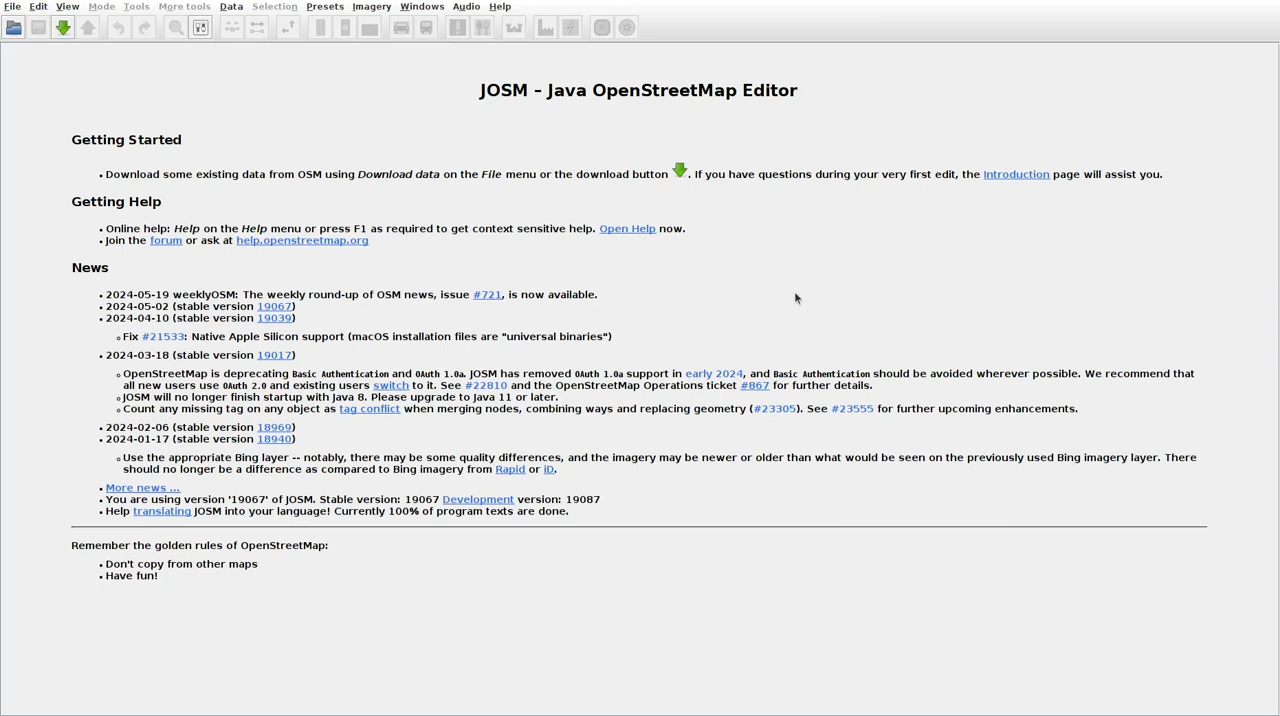 File Edit View Mode Tools More tools Data Selection Presets Imagery Windows Audio Help
JOSM – Java OpenStreetMap Editor
Getting Started
• Download some existing data from OSM using Download data on the File menu or the download button . If you have questions during your very first edit, the Introduction page will assist you.
Getting Help
• Online help: Help on the Help menu or press F1 as required to get context sensitive help. Open Help now.
• Join the forum or ask at help.openstreetmap.org
News
• 2024-05-19 weeklyOSM: The weekly round-up of OSM news, issue #721, is now available.
• 2024-05-02 (stable version 19067)
• 2024-04-10 (stable version 19039)
◦ Fix #21533: Native Apple Silicon support (macOS installation files are "universal binaries")
• 2024-03-18 (stable version 19017)
◦ OpenStreetMap is deprecating Basic Authentication and OAuth 1.0a. JOSM has removed OAuth 1.0a support in early 2024, and Basic Authentication should be avoided wherever possible. We recommend that
all new users use OAuth 2.0 and existing users switch to it. See #22810 and the OpenStreetMap Operations ticket #867 for further details.
◦ JOSM will no longer finish startup with Java 8. Please upgrade to Java 11 or later.
◦ Count any missing tag on any object as tag conflict when merging nodes, combining ways and replacing geometry (#23305). See #23555 for further upcoming enhancements.
• 2024-02-06 (stable version 18969)
• 2024-01-17 (stable version 18940)
◦ Use the appropriate Bing layer -- notably, there may be some quality differences, and the imagery may be newer or older than what would be seen on the previously used Bing imagery layer. There
should no longer be a difference as compared to Bing imagery from Rapid or iD.
• More news ...
• You are using version '19067' of JOSM. Stable version: 19067 Development version: 19087
• Help translating JOSM into your language! Currently 100% of program texts are done.
Remember the golden rules of OpenStreetMap:
• Don't copy from other maps
• Have fun!